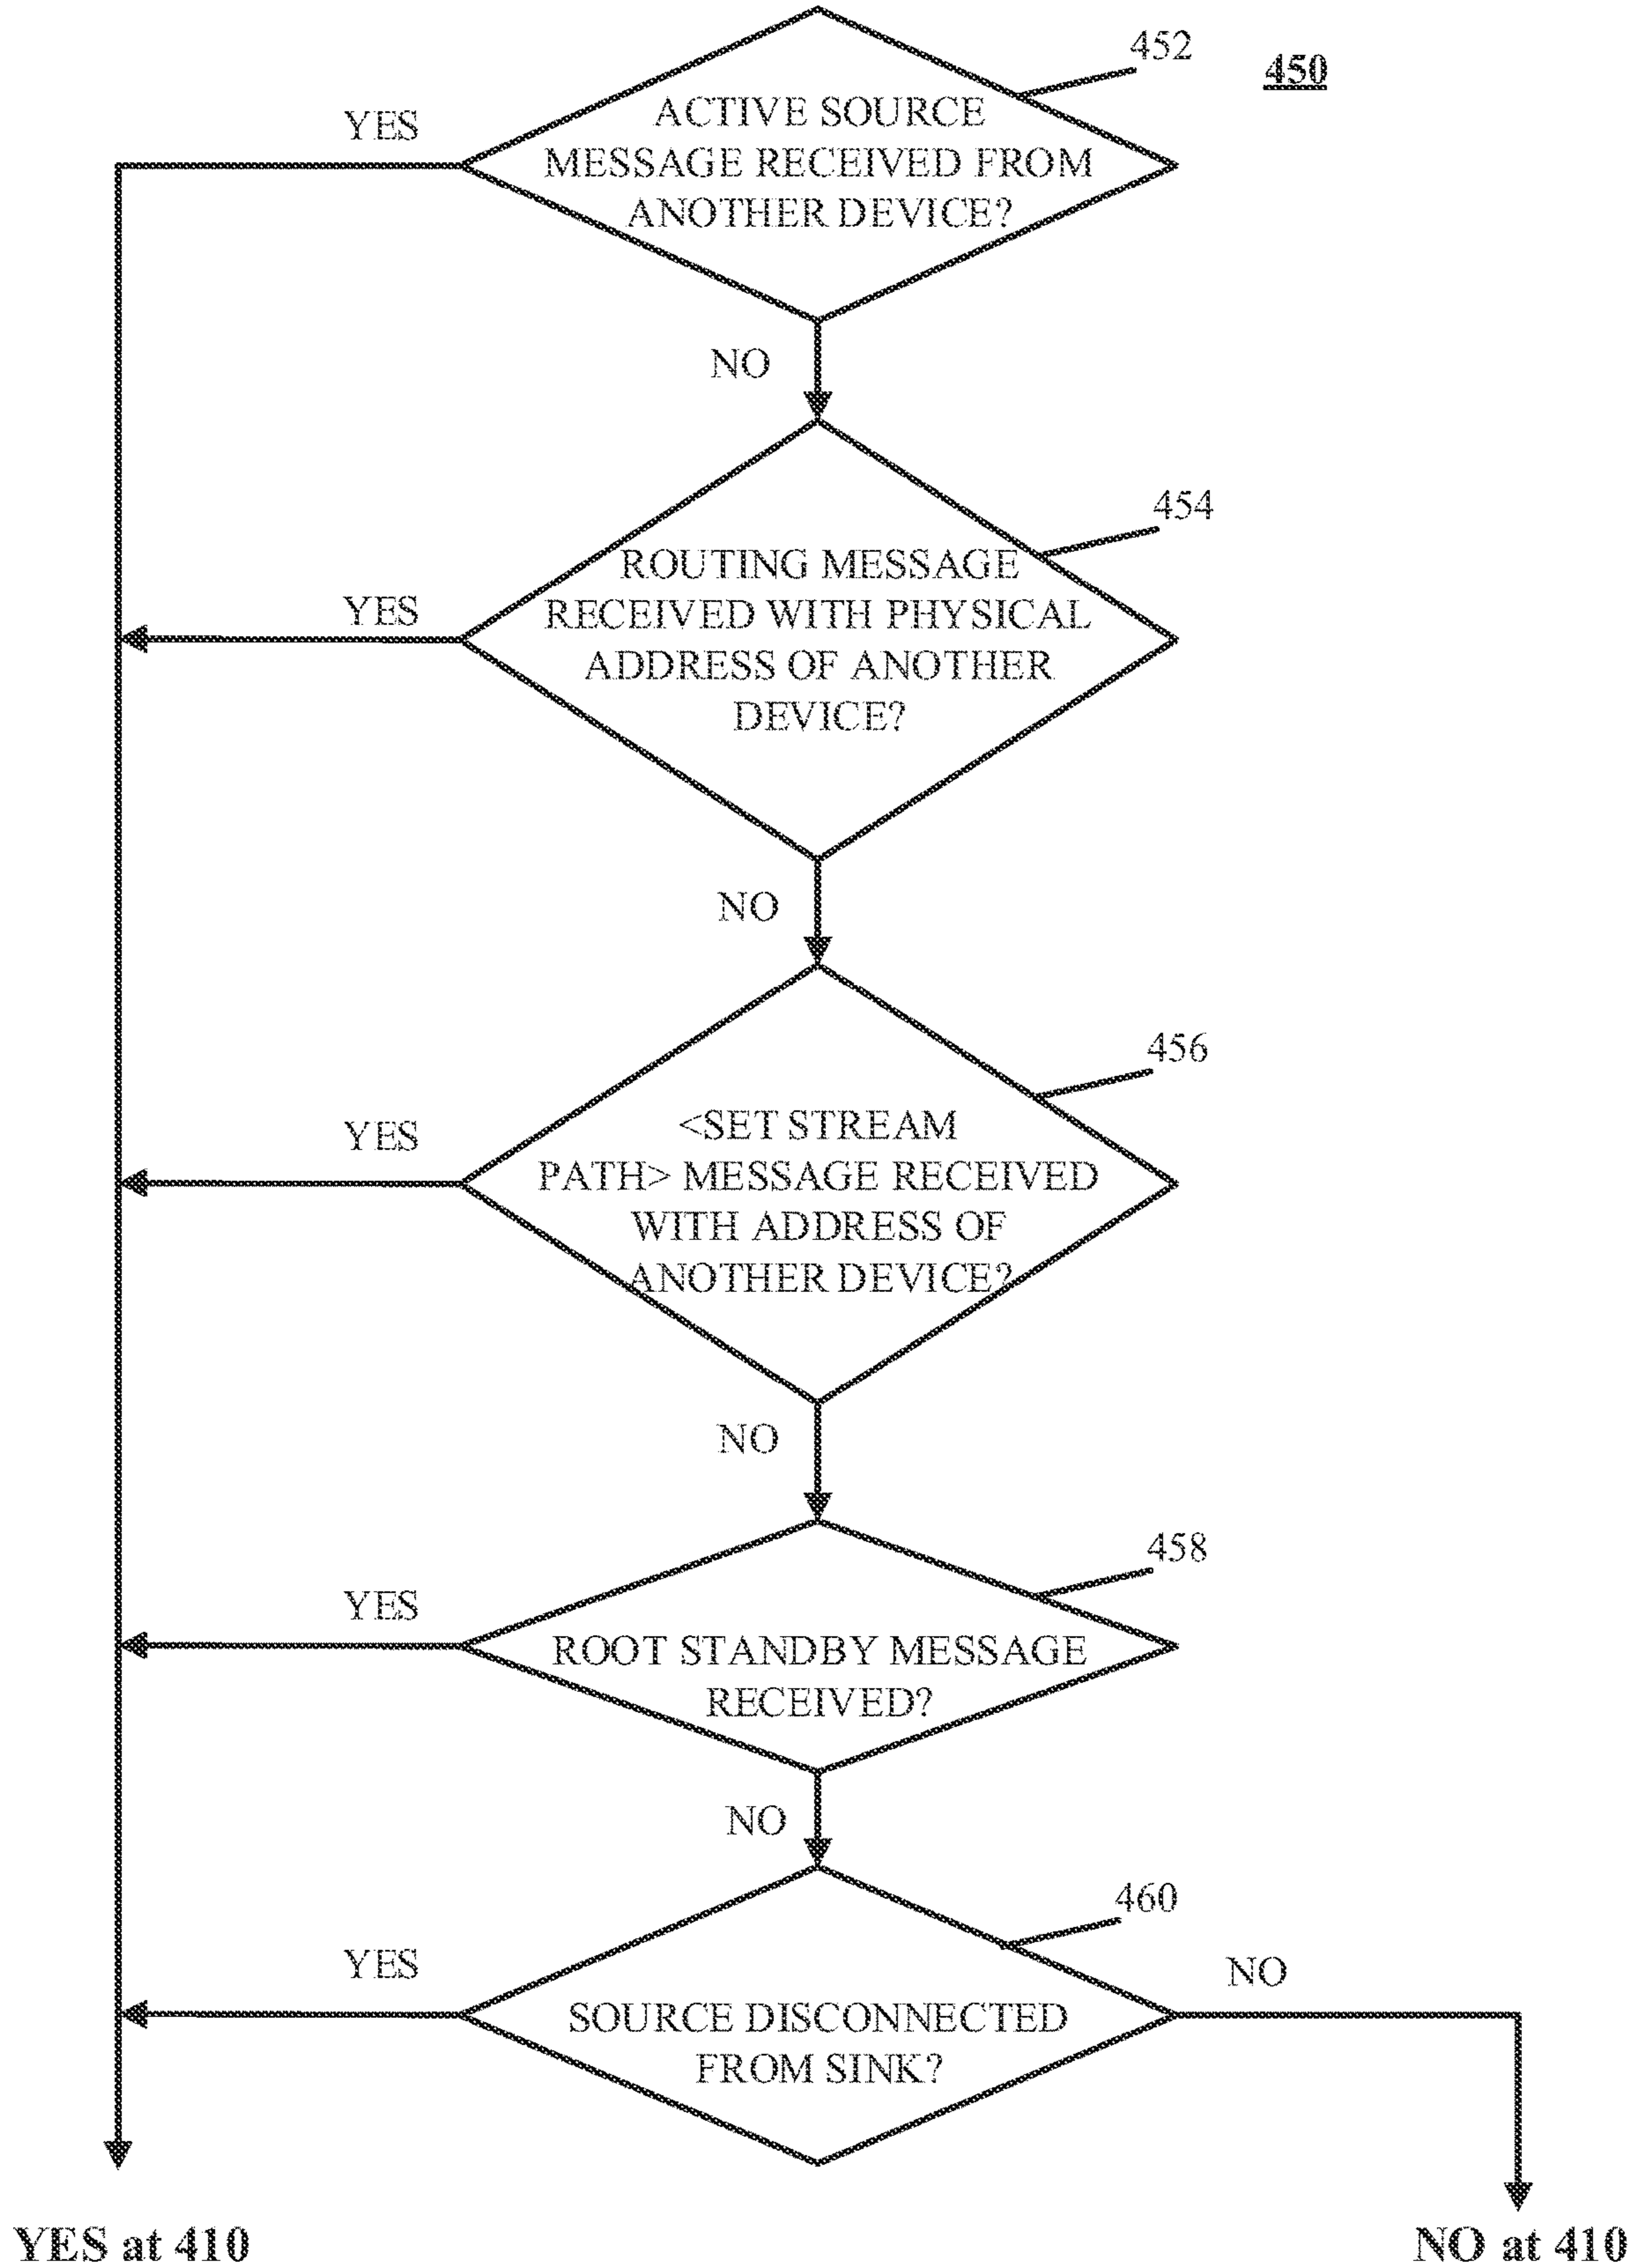 452
450
YES
ACTIVE SOURCE
MESSAGE RECEIVED FROM
ANOTHER DEVICE?
NO
454
YES
ROUTING MESSAGE
RECEIVED WITH PHYSICAL
ADDRESS OF ANOTHER
DEVICE?
NO
456
YES
<SET STREAM
PATH> MESSAGE RECEIVED
WITH ADDRESS OF
ANOTHER DEVICE?
NO
458
YES
ROOT STANDBY MESSAGE
RECEIVED?
NO
460
YES
NO
SOURCE DISCONNECTED
FROM SINK?
YES at 410
NO at 410